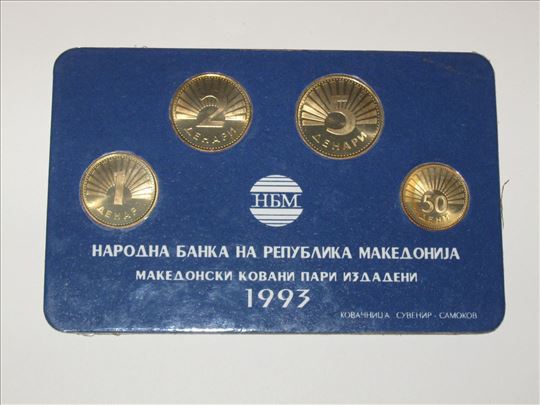 2
ДЕНАРИ
5
ДЕНАРИ
1
ДЕНАР
50
ДЕНИ
НБМ
НАРОДНА БАНКА НА РЕПУБЛИКА МАКЕДОНИЈА
МАКЕДОНСКИ КОВАНИ ПАРИ ИЗДАДЕНИ
1993
КОВАЧНИЦА СУВЕНИР - САМОКОВ